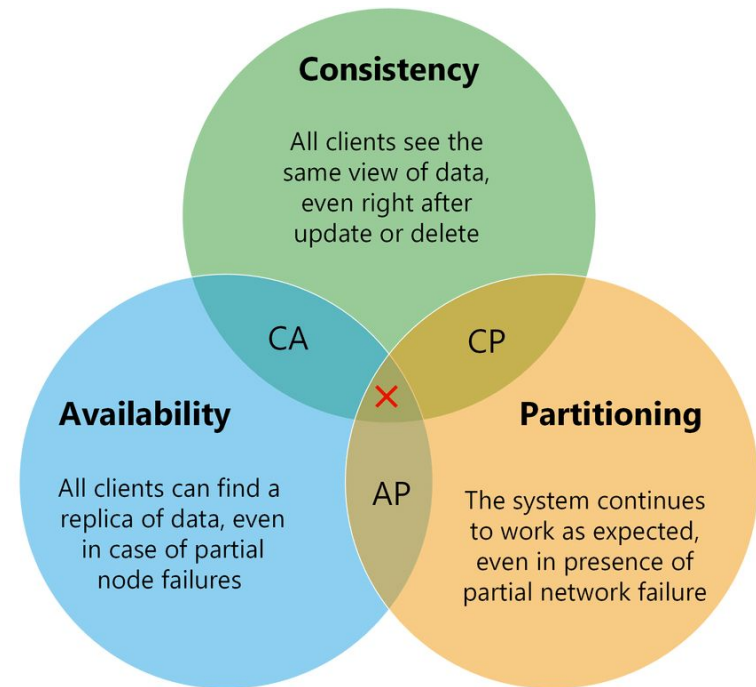 Consistency
All clients see the
same view of data,
even right after
update or delete
CA
CP
Availability
All clients can find a
replica of data, even
in case of partial
node failures
AP
Partitioning
The system continues
to work as expected,
even in presence of
partial network failure